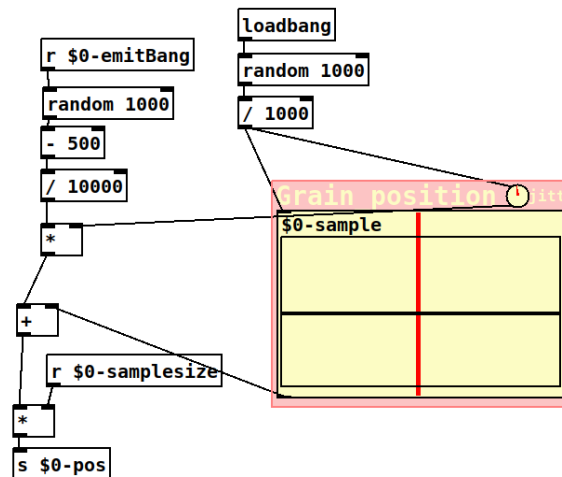 loadbang
r $0-emitBang
random 1000
random 1000
/ 1000
- 500
/ 10000
Grain position
$0-sample
*
+
r $0-samplesize
*
s $0-pos